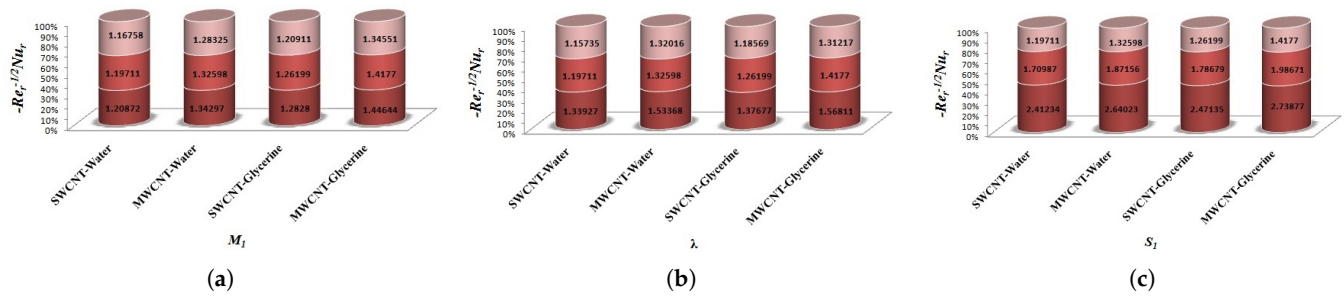 -Re_r^{-1/2}Nu_r
100%
90%
80%
70%
60%
50%
40%
30%
20%
10%
0%
1.16758 1.28325 1.20911 1.34551
1.19711 1.32598 1.26199 1.4177
1.20872 1.34297 1.2828 1.44644
SWCNT-Water
MWCNT-Water
SWCNT-Glycerine
MWCNT-Glycerine
M_1
(a)
-Re_r^{-1/2}Nu_r
100%
90%
80%
70%
60%
50%
40%
30%
20%
10%
0%
1.15735 1.32016 1.18569 1.31217
1.19711 1.32598 1.26199 1.4177
1.33927 1.53368 1.37677 1.56811
SWCNT-Water
MWCNT-Water
SWCNT-Glycerine
MWCNT-Glycerine
λ
(b)
-Re_r^{-1/2}Nu_r
100%
90%
80%
70%
60%
50%
40%
30%
20%
10%
0%
1.19711 1.32598 1.26199 1.4177
1.70987 1.87156 1.78679 1.98671
2.41234 2.64023 2.47135 2.73877
SWCNT-Water
MWCNT-Water
SWCNT-Glycerine
MWCNT-Glycerine
S_1
(c)